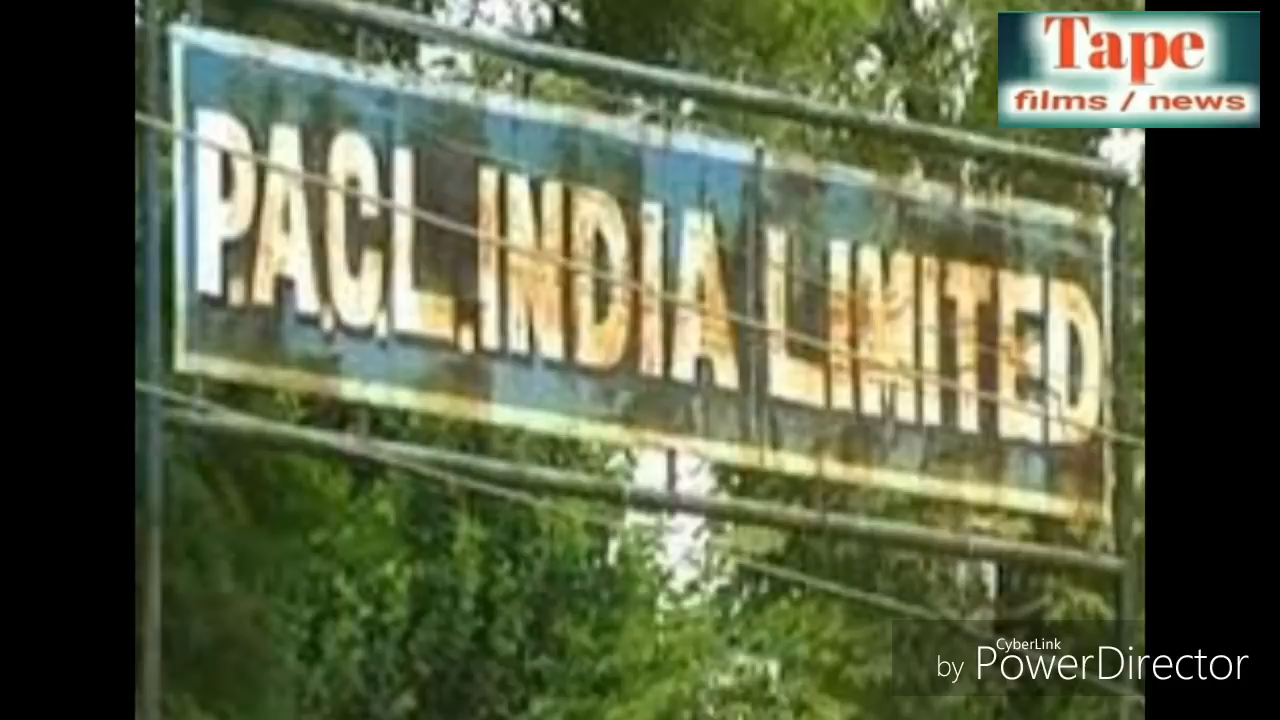 Tape
films / news
P.A.C.L.INDIA LIMITED
CyberLink
by PowerDirector